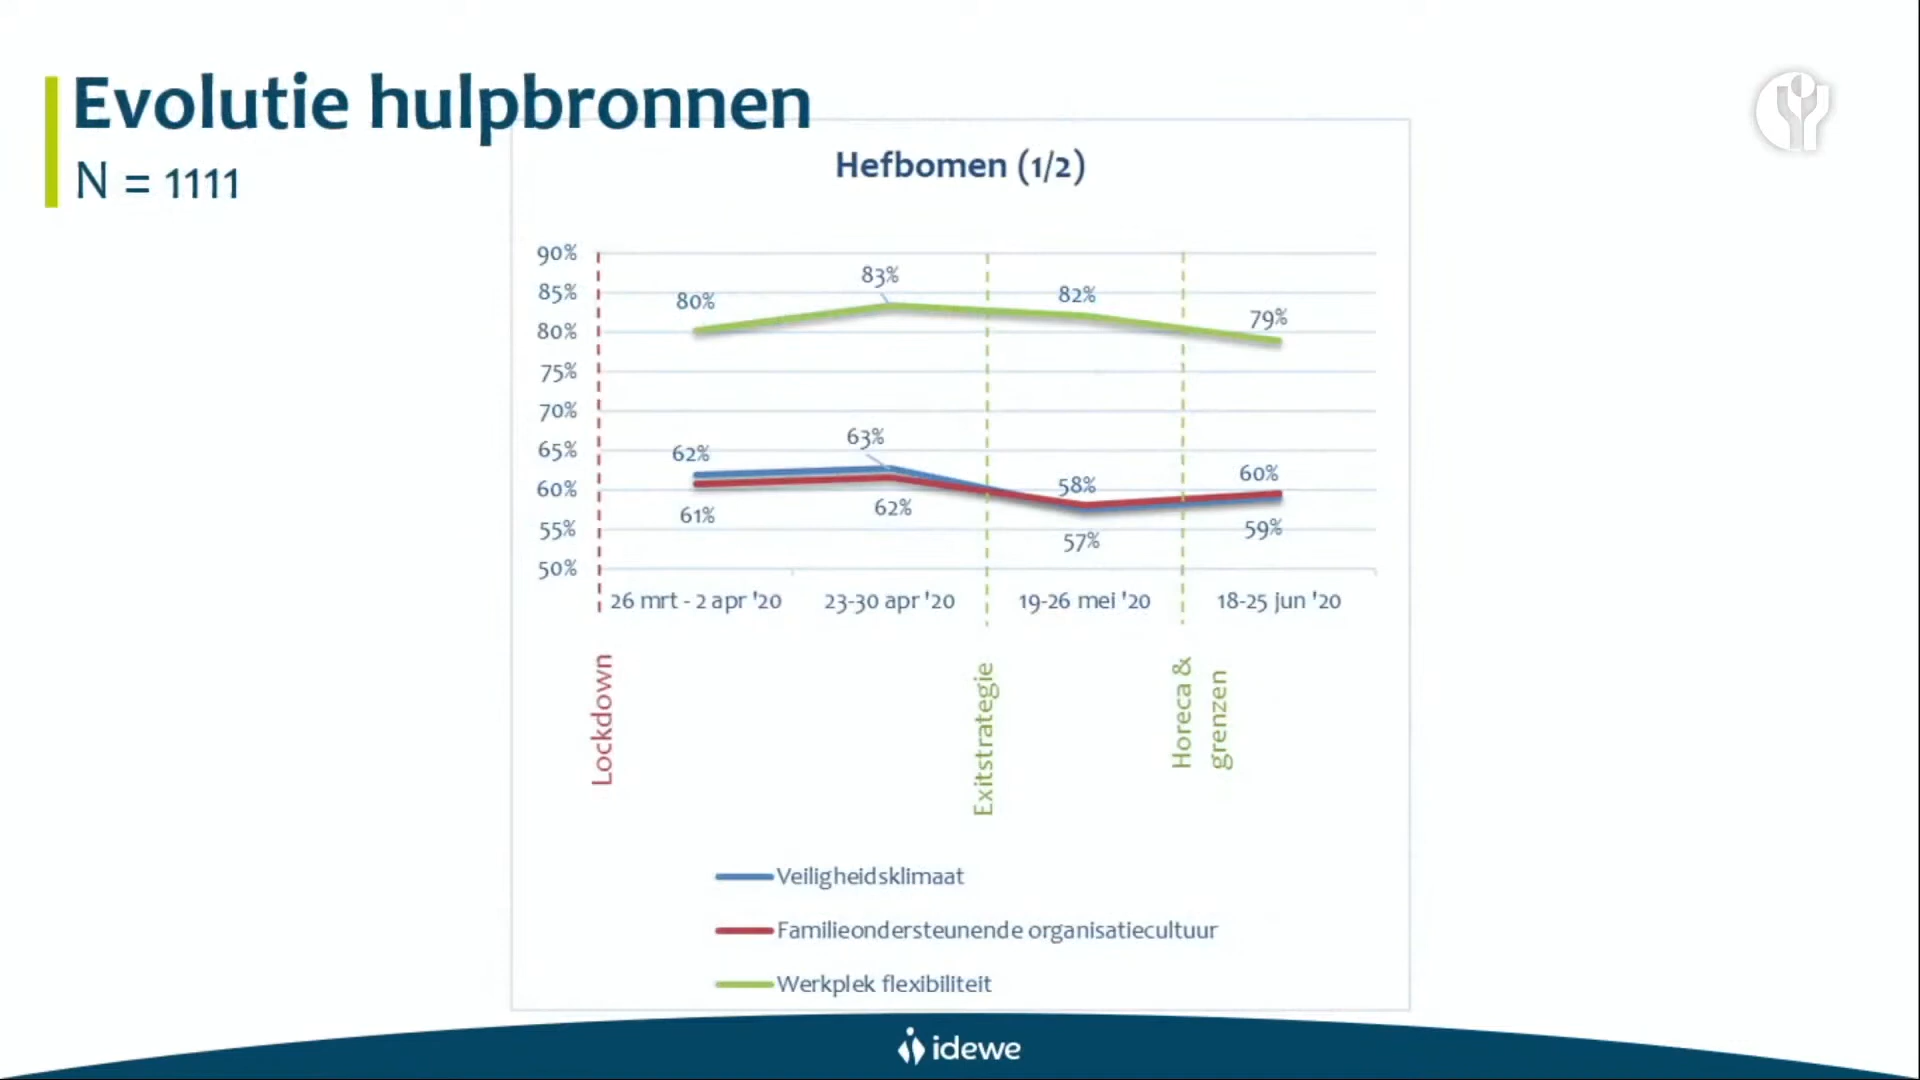 Evolutie hulpbronnen
N = 1111
Hefbomen (1/2)
90%
85%
80%
75%
70%
65%
60%
55%
50%
80%
83%
82%
79%
62%
63%
58%
60%
61%
62%
57%
59%
26 mrt - 2 apr '20
23-30 apr '20
19-26 mei '20
18-25 jun '20
Lockdown
Exitstrategie
Horeca &
grenzen
Veiligheidsklimaat
Familieondersteunende organisatiecultuur
Werkplek flexibiliteit
idewe